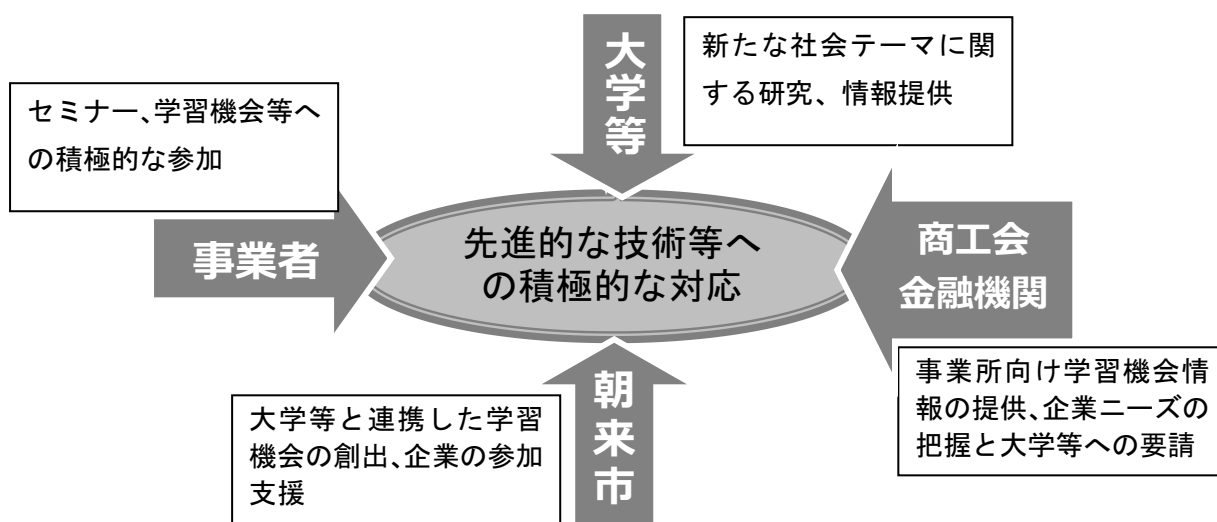 大学等
新たな社会テーマに関
する研究、情報提供
セミナー、学習機会等へ
の積極的な参加
事業者
先進的な技術等へ
の積極的な対応
商工会
金融機関
事業所向け学習機会情
報の提供、企業ニーズの
把握と大学等への要請
朝来市
大学等と連携した学習
機会の創出、企業の参加
支援